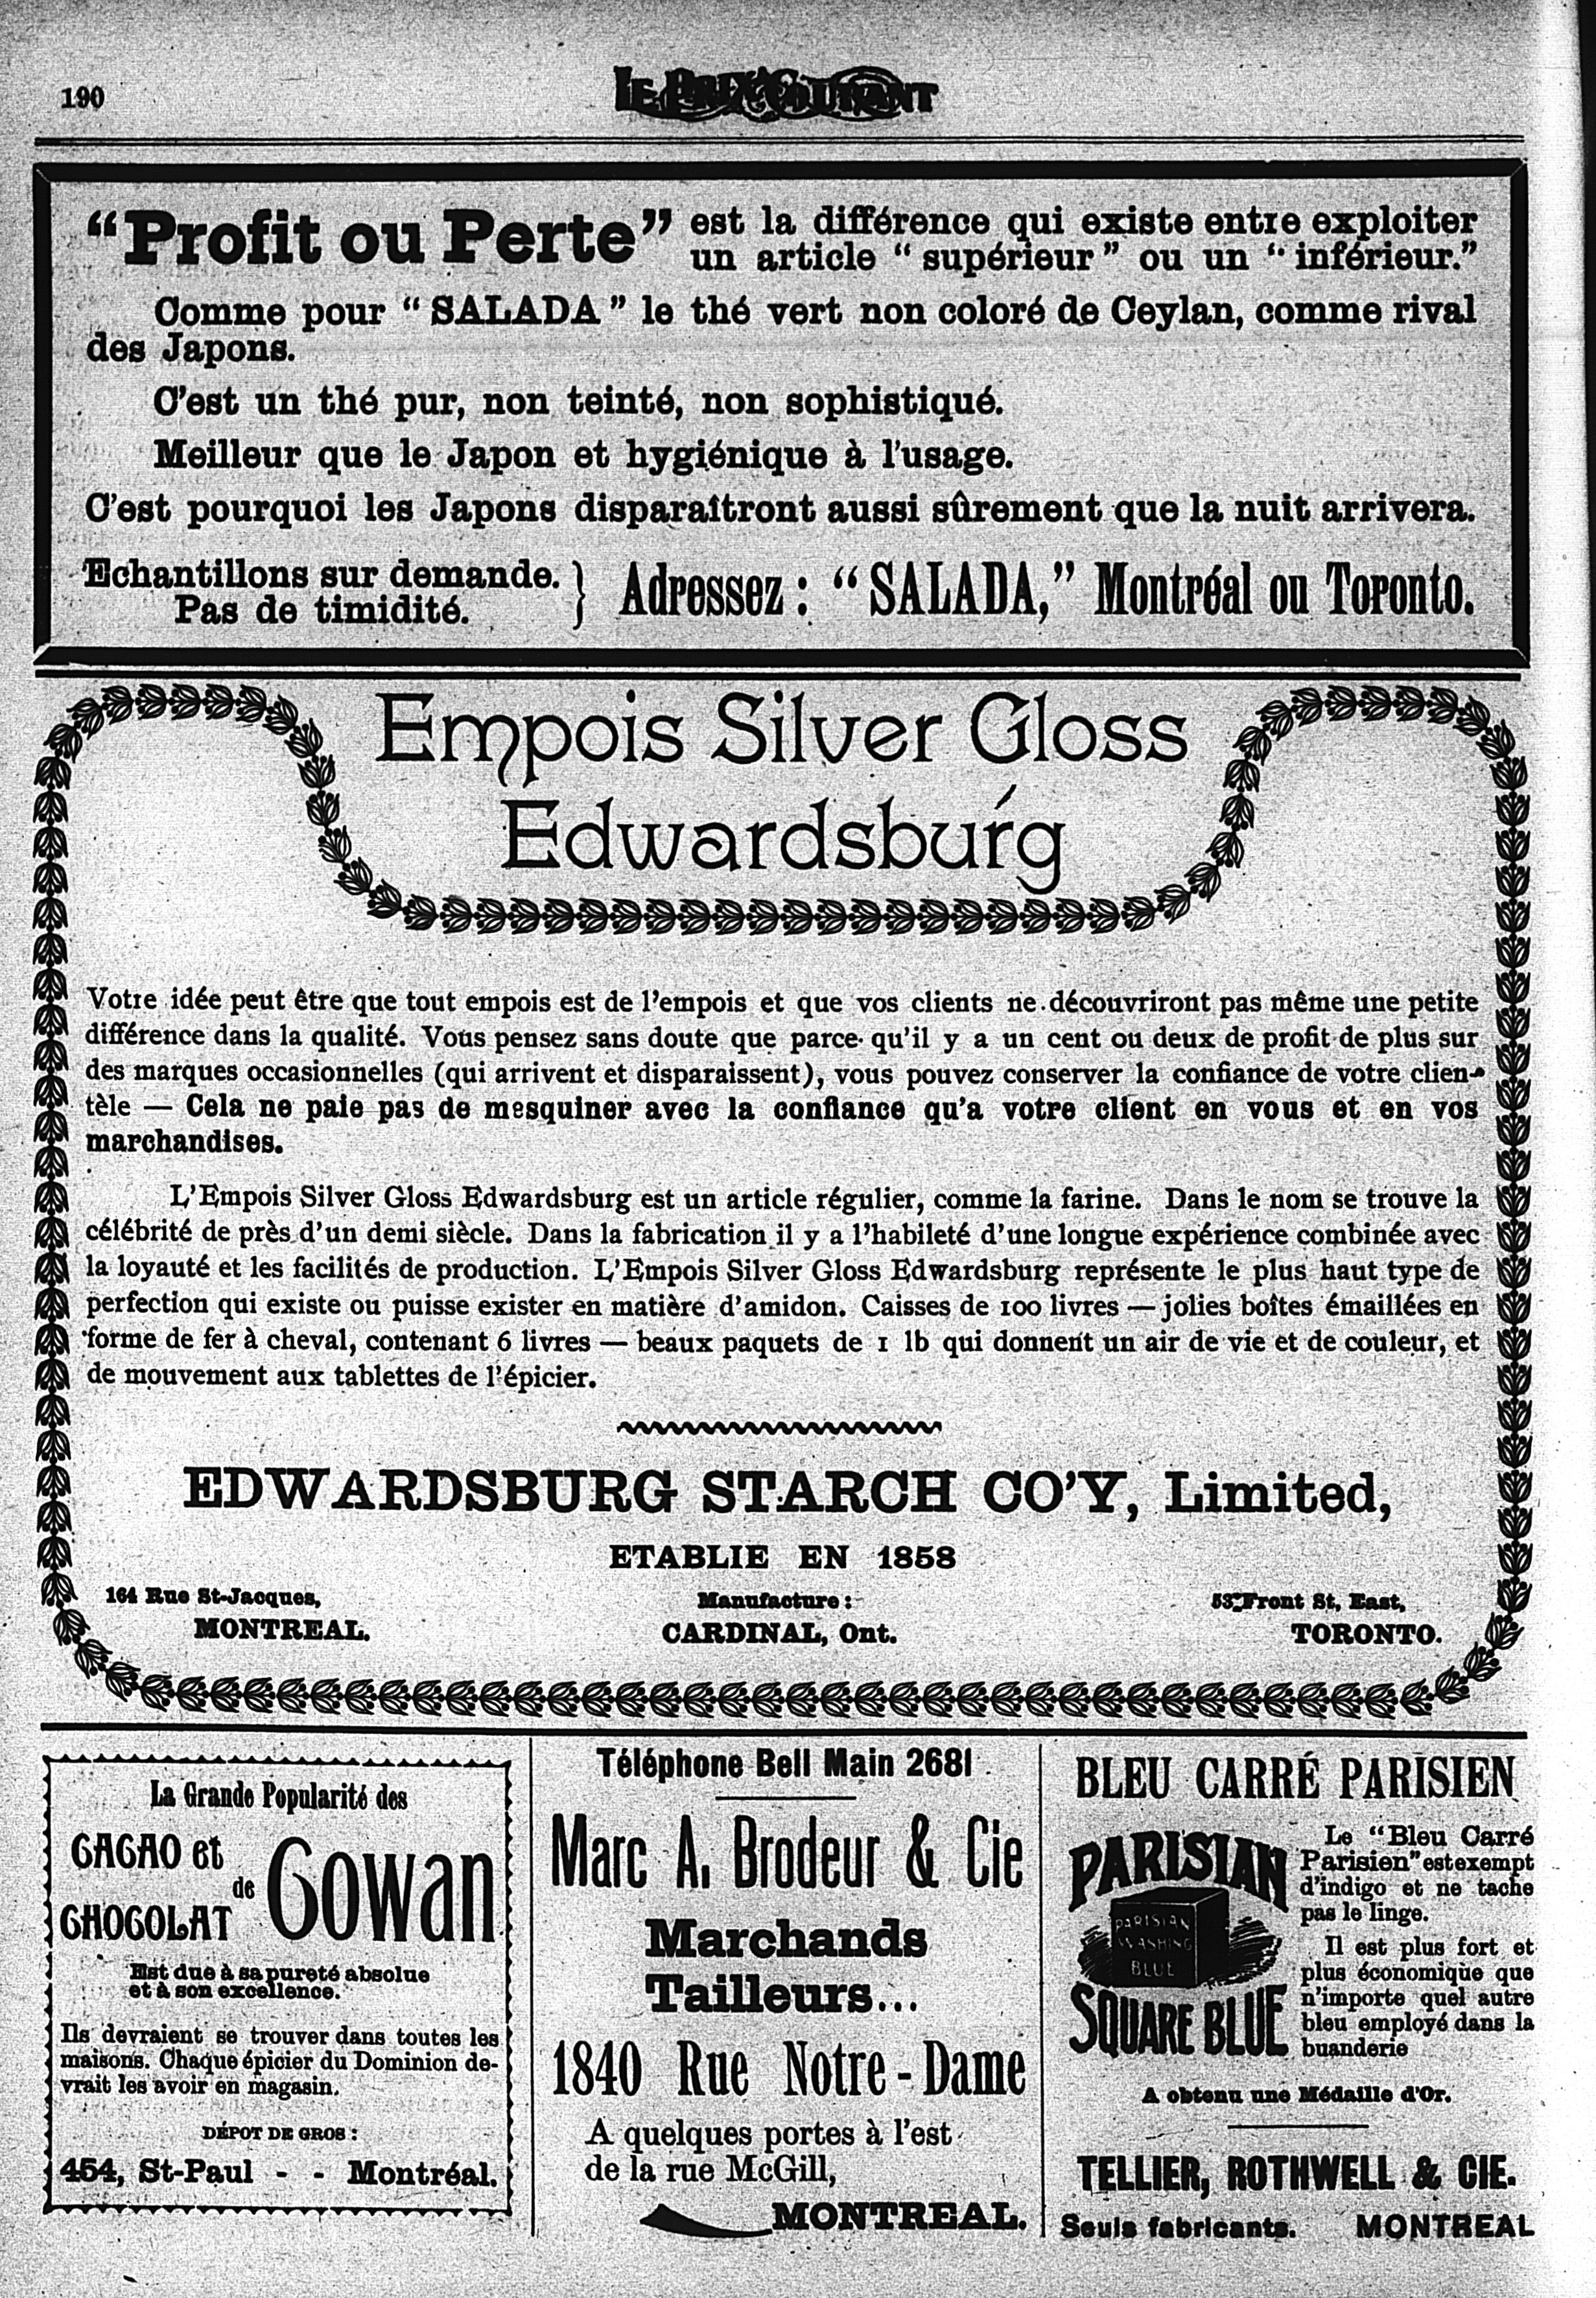 190
LE PRIX COURANT
“Profit ou Perte” est la différence qui existe entre exploiter
un article “supérieur” ou un “inférieur.”
Comme pour “SALADA” le thé vert non coloré de Ceylan, comme rival
des Japons.
C'est un thé pur, non teinté, non sophistiqué.
Meilleur que le Japon et hygiénique à l'usage.
C'est pourquoi les Japons disparaîtront aussi sûrement que la nuit arrivera.
Echantillons sur demande.
Pas de timidité.
} Adressez : “SALADA,” Montréal ou Toronto.
Empois Silver Gloss
Edwardsburg
Votre idée peut être que tout empois est de l'empois et que vos clients ne découvriront pas même une petite
différence dans la qualité. Vous pensez sans doute que parce qu'il y a un cent ou deux de profit de plus sur
des marques occasionnelles (qui arrivent et disparaissent), vous pouvez conserver la confiance de votre clien-
tèle — Cela ne paie pas de mesquiner avec la confiance qu'a votre client en vous et en vos
marchandises.
L'Empois Silver Gloss Edwardsburg est un article régulier, comme la farine. Dans le nom se trouve la
célébrité de près d'un demi siècle. Dans la fabrication il y a l'habileté d'une longue expérience combinée avec
la loyauté et les facilités de production. L'Empois Silver Gloss Edwardsburg représente le plus haut type de
perfection qui existe ou puisse exister en matière d'amidon. Caisses de 100 livres — jolies boîtes émaillées en
forme de fer à cheval, contenant 6 livres — beaux paquets de 1 lb qui donnent un air de vie et de couleur, et
de mouvement aux tablettes de l'épicier.
EDWARDSBURG STARCH CO'Y, Limited,
ETABLIE EN 1858
164 Rue St-Jacques,
MONTREAL.
Manufacture :
CARDINAL, Ont.
53 Front St, East,
TORONTO.
La Grande Popularité des
CACAO et
de
CHOCOLAT
Gowan
Est due à sa pureté absolue
et à son excellence.
Ils devraient se trouver dans toutes les
maisons. Chaque épicier du Dominion de-
vrait les avoir en magasin.
DÉPOT DE GROS :
454, St-Paul - - Montréal.
Téléphone Bell Main 2681
Marc A. Brodeur & Cie
Marchands
Tailleurs...
1840 Rue Notre-Dame
A quelques portes à l'est
de la rue McGill,
MONTREAL.
BLEU CARRÉ PARISIEN
PARISIAN
PARISIAN
WASHING
BLUE
SQUARE BLUE
Le “Bleu Carré
Parisien” est exempt
d'indigo et ne tache
pas le linge.
Il est plus fort et
plus économique que
n'importe quel autre
bleu employé dans la
buanderie
A obtenu une Médaille d'Or.
TELLIER, ROTHWELL & CIE.
Seuls fabricants. MONTREAL